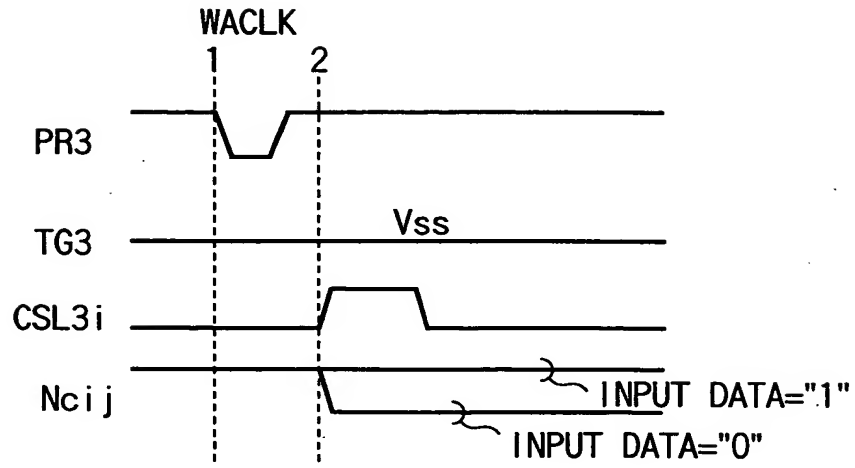 WACLK
1 2
PR3
TG3 Vss
CSL3i
Ncij
INPUT DATA="1"
INPUT DATA="0"